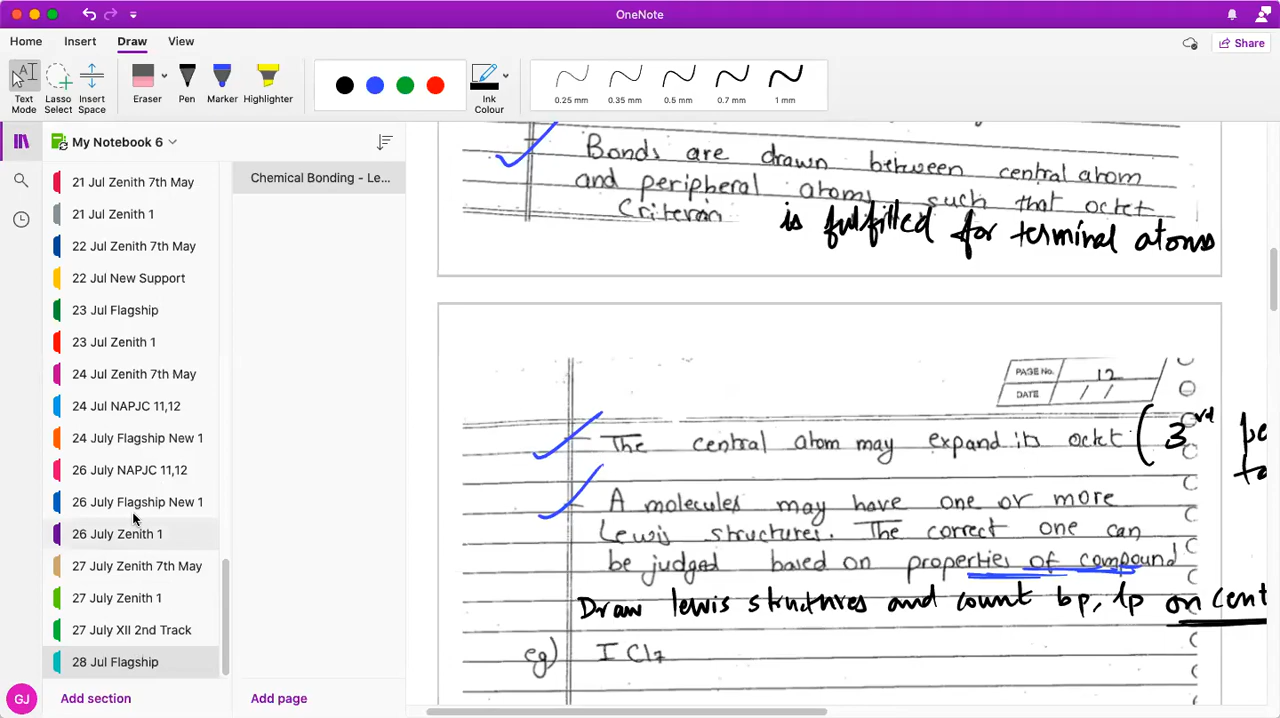 OneNote
Home Insert Draw View
Share
Text Mode
Lasso Select
Insert Space
Eraser
Pen
Marker
Highlighter
Ink Colour
0.25 mm 0.35 mm 0.5 mm 0.7 mm 1 mm
My Notebook 6
21 Jul Zenith 7th May
21 Jul Zenith 1
22 Jul Zenith 7th May
22 Jul New Support
23 Jul Flagship
23 Jul Zenith 1
24 Jul Zenith 7th May
24 Jul NAPJC 11,12
24 July Flagship New 1
26 July NAPJC 11,12
26 July Flagship New 1
26 July Zenith 1
27 July Zenith 7th May
27 July Zenith 1
27 July XII 2nd Track
28 Jul Flagship
Add section
GJ
Chemical Bonding - Le...
Add page
Bonds are drawn between central atom
and peripheral atoms such that octet
Criterion is fulfilled for terminal atoms
PAGE No. 12
DATE / /
The central atom may expand its octet (3rd pe
A molecules may have one or more
Lewis structures. The correct one can
be judged based on properties of compound
Draw lewis structures and count bp, lp on cent
eg) ICl7